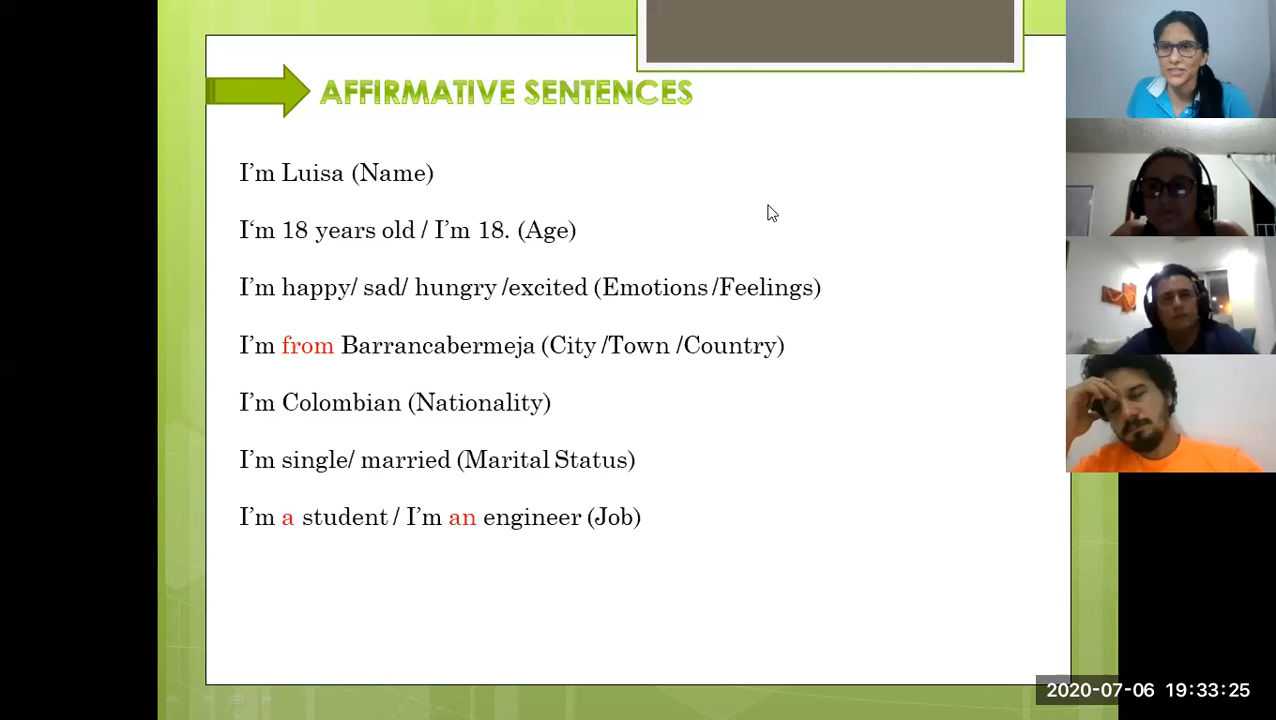 AFFIRMATIVE SENTENCES
I’m Luisa (Name)
I‘m 18 years old / I’m 18. (Age)
I’m happy/ sad/ hungry /excited (Emotions /Feelings)
I’m from Barrancabermeja (City /Town /Country)
I’m Colombian (Nationality)
I’m single/ married (Marital Status)
I’m a student / I’m an engineer (Job)
2020-07-06 19:33:25